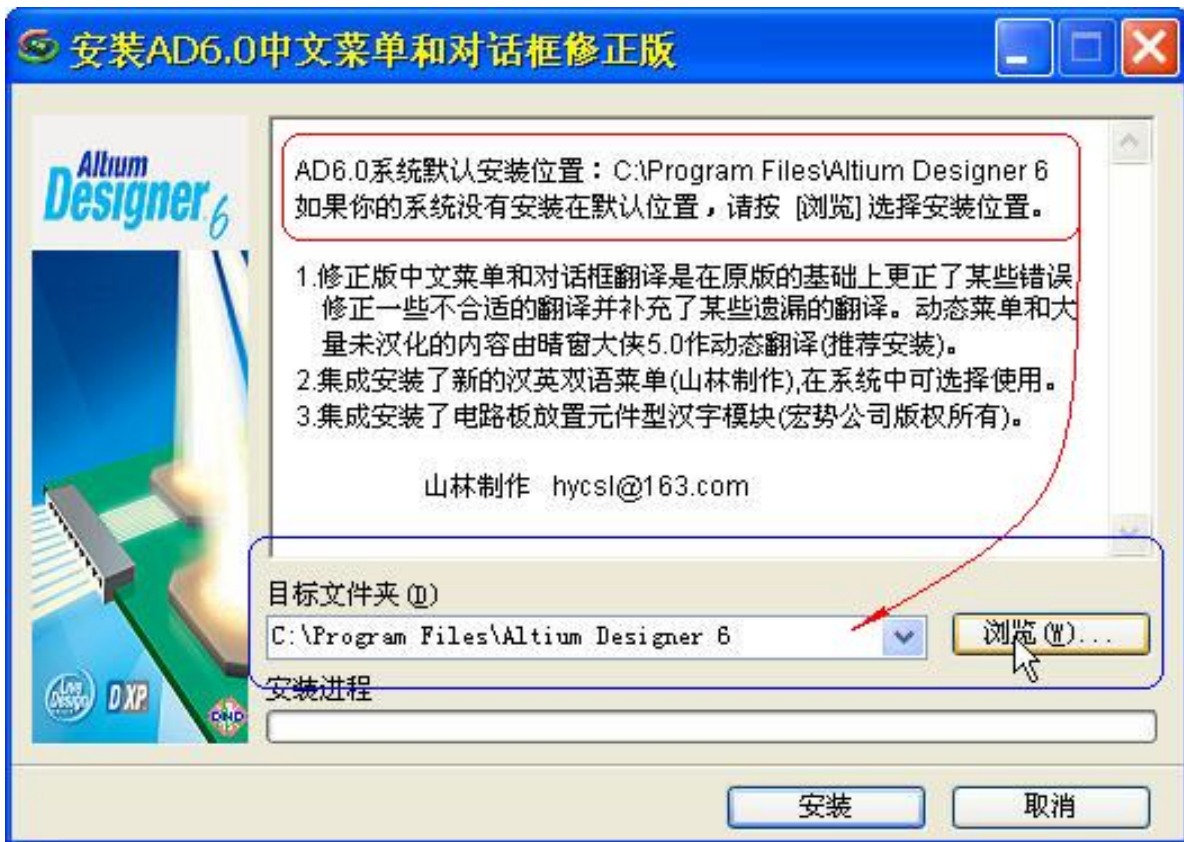 安装AD6.0中文菜单和对话框修正版
Altium
Designer 6
AD6.0系统默认安装位置：C:\Program Files\Altium Designer 6
如果你的系统没有安装在默认位置，请按 [浏览] 选择安装位置。
1.修正版中文菜单和对话框翻译是在原版的基础上更正了某些错误
修正一些不合适的翻译并补充了某些遗漏的翻译。动态菜单和大
量未汉化的内容由晴窗大侠5.0作动态翻译(推荐安装)。
2.集成安装了新的汉英双语菜单(山林制作),在系统中可选择使用。
3.集成安装了电路板放置元件型汉字模块(宏势公司版权所有)。
山林制作 hycsl@163.com
目标文件夹(D)
C:\Program Files\Altium Designer 6
浏览(W)...
安装进程
Live Design
DXP
DND
安装
取消